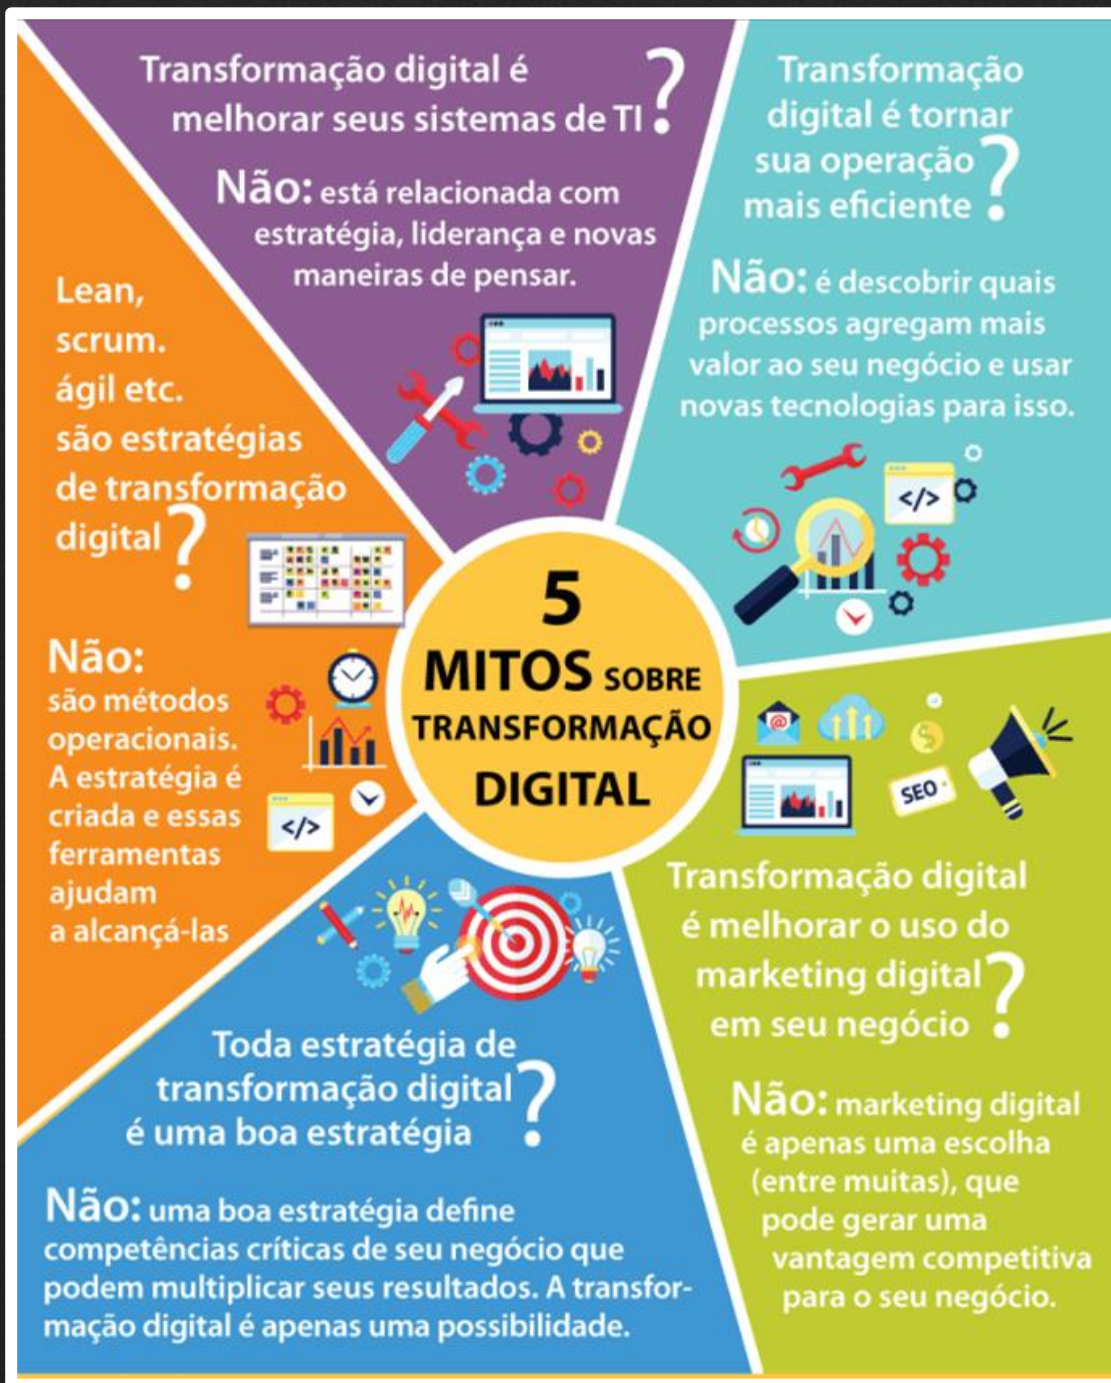 Transformação digital é
melhorar seus sistemas de TI ?
Não: está relacionada com
estratégia, liderança e novas
maneiras de pensar.
Transformação
digital é tornar
sua operação
mais eficiente ?
Não: é descobrir quais
processos agregam mais
valor ao seu negócio e usar
novas tecnologias para isso.
</>
Lean,
scrum.
ágil etc.
são estratégias
de transformação
digital ?
Não:
são métodos
operacionais.
A estratégia é
criada e essas
ferramentas
ajudam
a alcançá-las
</>
5
MITOS SOBRE
TRANSFORMAÇÃO
DIGITAL
@
$
SEO
Transformação digital
é melhorar o uso do
marketing digital
em seu negócio ?
Não: marketing digital
é apenas uma escolha
(entre muitas), que
pode gerar uma
vantagem competitiva
para o seu negócio.
Toda estratégia de
transformação digital
é uma boa estratégia ?
Não: uma boa estratégia define
competências críticas de seu negócio que
podem multiplicar seus resultados. A transfor-
mação digital é apenas uma possibilidade.